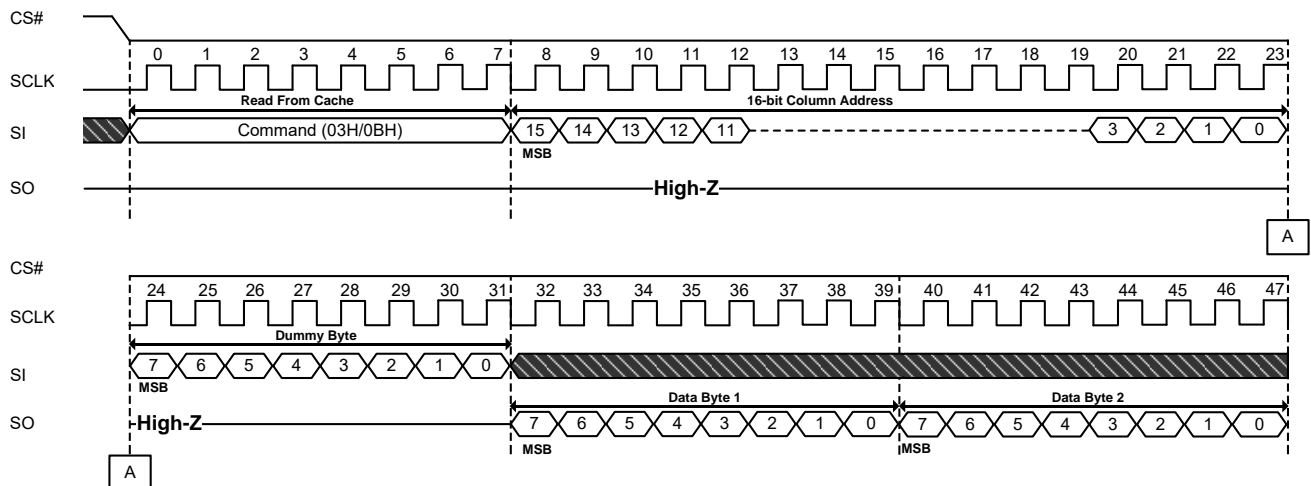 CS#
0 1 2 3 4 5 6 7 8 9 10 11 12 13 14 15 16 17 18 19 20 21 22 23
SCLK
Read From Cache 16-bit Column Address
SI Command (03H/0BH) 15 14 13 12 11 3 2 1 0
MSB
SO High-Z
A
CS#
24 25 26 27 28 29 30 31 32 33 34 35 36 37 38 39 40 41 42 43 44 45 46 47
SCLK
Dummy Byte
SI 7 6 5 4 3 2 1 0
MSB
Data Byte 1 Data Byte 2
SO High-Z 7 6 5 4 3 2 1 0 7 6 5 4 3 2 1 0
MSB MSB
A